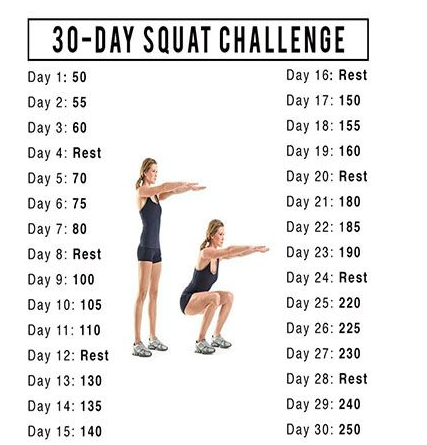 30-DAY SQUAT CHALLENGE
Day 1: 50
Day 2: 55
Day 3: 60
Day 4: Rest
Day 5: 70
Day 6: 75
Day 7: 80
Day 8: Rest
Day 9: 100
Day 10: 105
Day 11: 110
Day 12: Rest
Day 13: 130
Day 14: 135
Day 15: 140
Day 16: Rest
Day 17: 150
Day 18: 155
Day 19: 160
Day 20: Rest
Day 21: 180
Day 22: 185
Day 23: 190
Day 24: Rest
Day 25: 220
Day 26: 225
Day 27: 230
Day 28: Rest
Day 29: 240
Day 30: 250